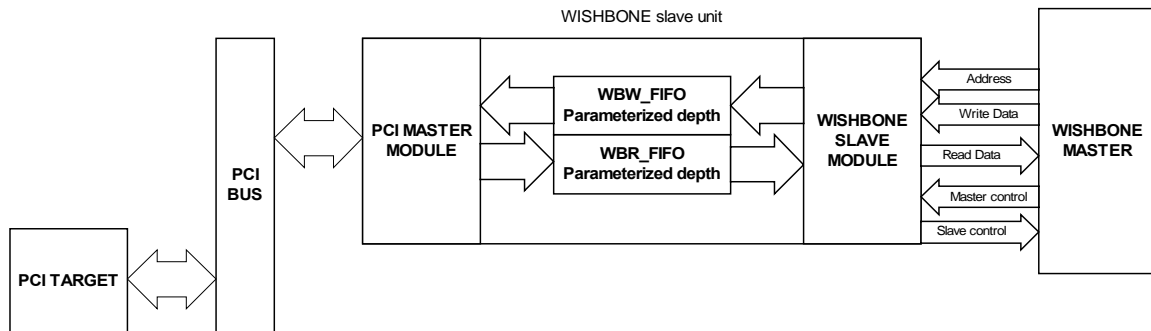 WISHBONE slave unit
PCI TARGET
PCI
BUS
PCI MASTER
MODULE
WBW_FIFO
Parameterized depth
WBR_FIFO
Parameterized depth
WISHBONE
SLAVE
MODULE
Address
Write Data
Read Data
Master control
Slave control
WISHBONE
MASTER